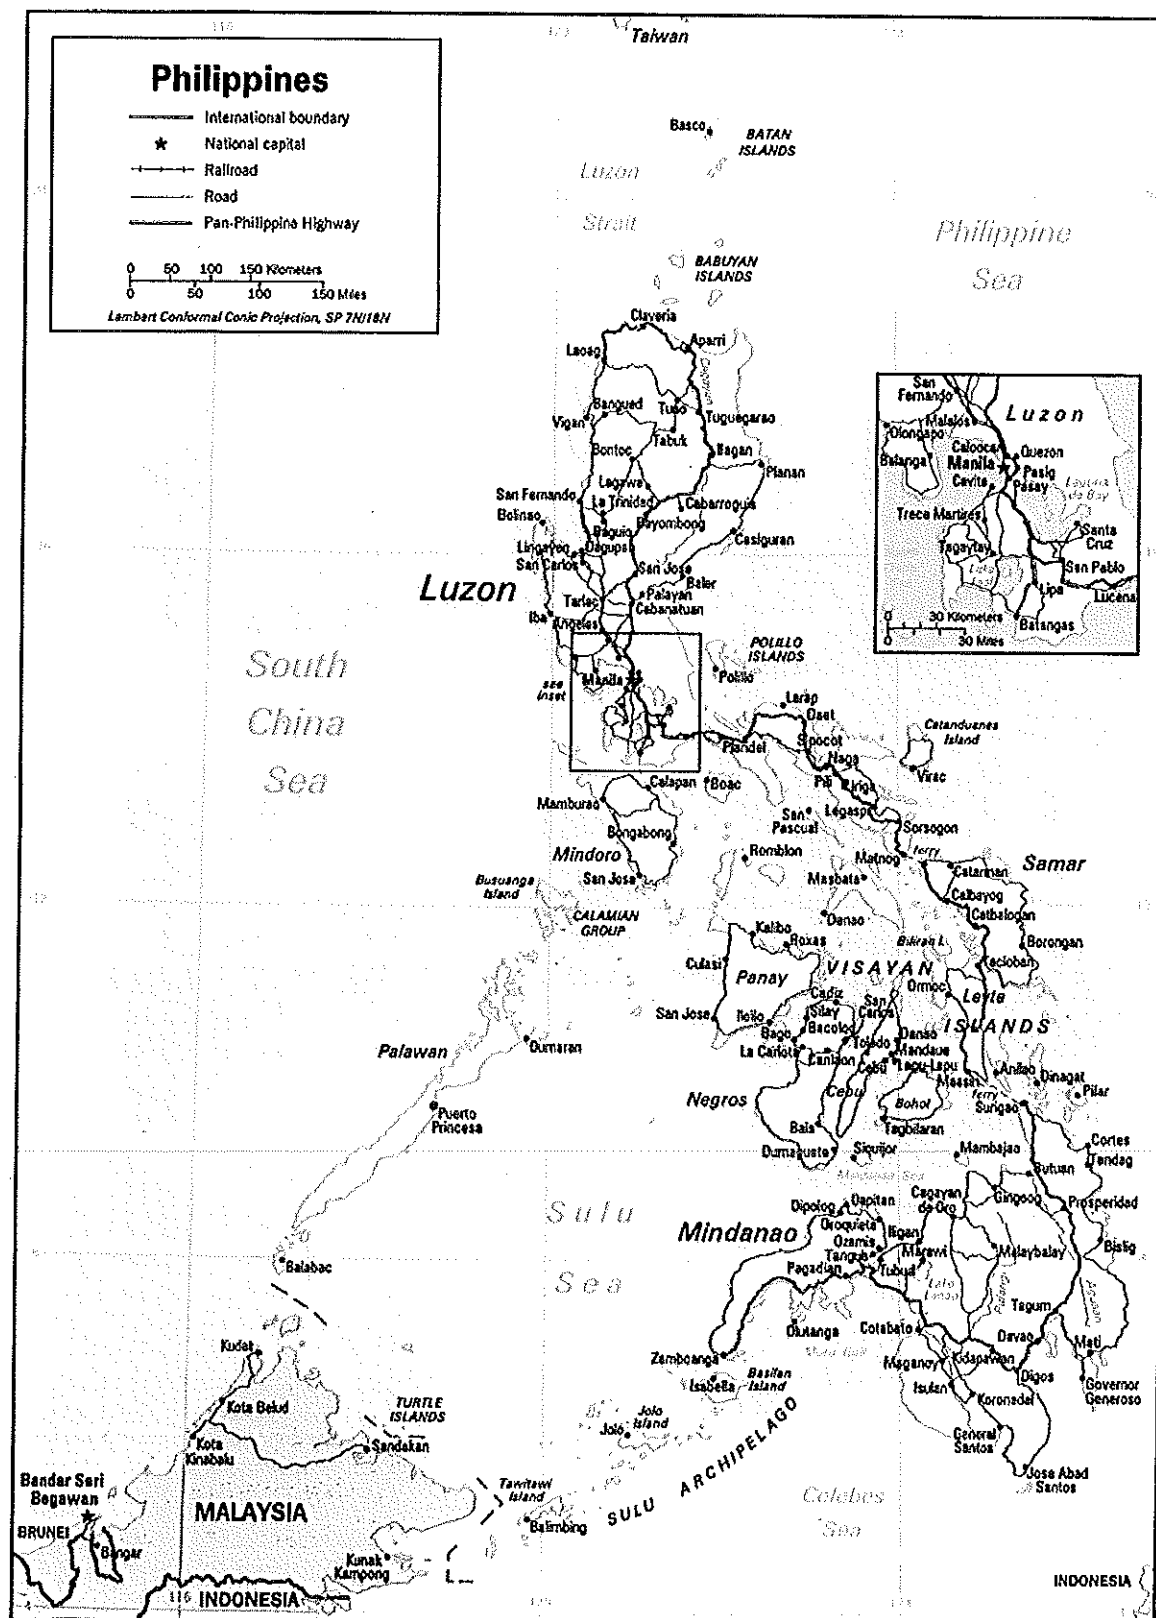 Taiwan
Philippines
International boundary
National capital
Railroad
Road
Pan-Philippine Highway
0 50 100 150 Kilometers
0 50 100 150 Miles
Lambert Conformal Conic Projection, SP 7N/18N
Basco
BATAN
ISLANDS
Luzon
Strait
Philippine
Sea
BABUYAN
ISLANDS
Claveria
Aparri
Laoag
Bangued
Vigan
Tuguegarao
Tabuk
Bontoc
Ilagan
Lagawe
San Fernando
La Trinidad
Cabarroguis
Bolinao
Bayombong
Baguio
Casiguran
Lingayen
San Carlos
Baler
Luzon
Palayan
Tarlac
Cabanatuan
Iba
Angeles
San
Fernando
Luzon
Malolos
Olongapo
Quezon
Balanga
Manila
Pasig
Pasay
Cavite
Laguna
de Bay
Trece Martires
Santa
Cruz
Tagaytay
San Pablo
Lipa
Lucena
Batangas
0 30 Kilometers
0 30 Miles
POLILLO
ISLANDS
Polillo
see
inset
Manila
South
China
Sea
Larap
Daet
Catanduanes
Island
Sipocot
Naga
Virac
Pili
Iriga
Calapan
Boac
Mamburao
San
Pascual
Sorsogon
Bongabong
Mindoro
Romblon
Matnog
ferry
Samar
Catarman
Masbate
San Jose
Busuanga
Island
Calbayog
CALAMIAN
GROUP
Catbalogan
Danao
Kalibo
Roxas
Biliran I.
Borongan
Culasi
Panay
VISAYAN
Tacloban
Ormoc
Leyte
Cadiz
San
Carlos
San Jose
Iloilo
Silay
Bacolod
ISLANDS
Bago
Danao
Palawan
Dumaran
La Carlota
Canlaon
Toledo
Mandaue
Cebu
Lapu-Lapu
Maasin
Dinagat
Pilar
Negros
Cebu
Bohol
ferry
Surigao
Puerto
Princesa
Bais
Tagbilaran
Cortes
Tandag
Dumaguete
Siquijor
Mambajao
Butuan
Sulu
Sea
Mindanao
Dipolog
Dapitan
Cagayan
de Oro
Gingoog
Prosperidad
Oroquieta
Iligan
Ozamis
Marawi
Malaybalay
Bislig
Tangub
Balabac
Pagadian
Tubod
Tagum
Olutanga
Cotabato
Davao
Mati
Kudat
Zamboanga
Maganoy
Kidapawan
Isabela
Basilan
Island
Isulan
Digos
Governor
Generoso
Kota Belud
TURTLE
ISLANDS
Jolo
Jolo
Island
Koronadal
General
Santos
Kota
Kinabalu
Sandakan
Jose Abad
Santos
Bandar Seri
Begawan
MALAYSIA
Tawitawi
Island
SULU ARCHIPELAGO
Celebes
Sea
BRUNEI
Balimbing
Bangar
Kunak
Kampong
INDONESIA
INDONESIA